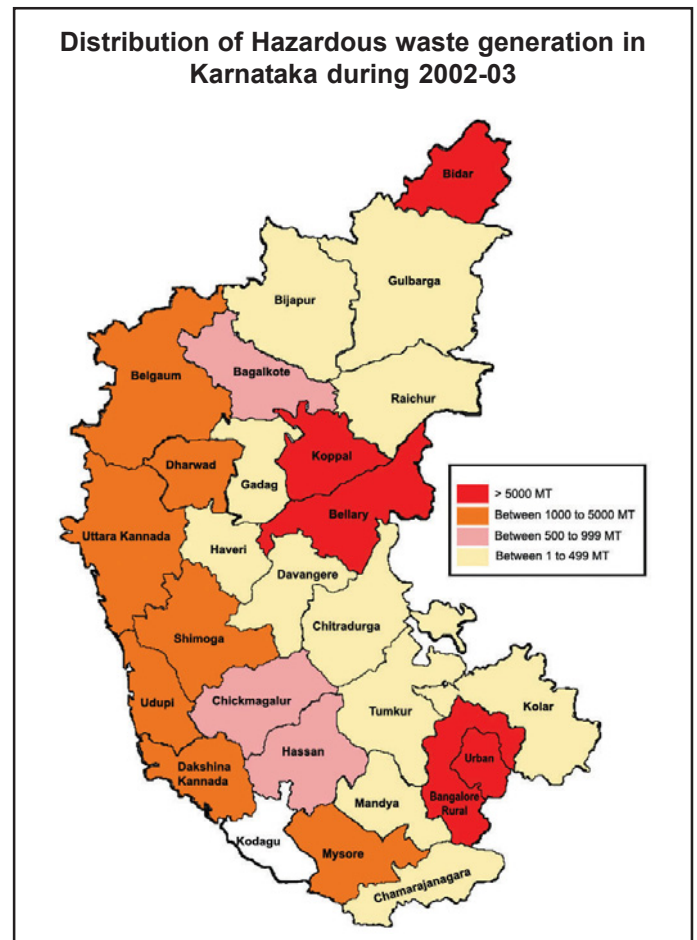 Distribution of Hazardous waste generation in
Karnataka during 2002-03
Bidar
Gulbarga
Bijapur
Bagalkote
Belgaum
Raichur
Koppal
Dharwad
Gadag
Bellary
Uttara Kannada
Haveri
Davangere
Chitradurga
Shimoga
Udupi
Chickmagalur
Tumkur
Kolar
Hassan
Urban
Dakshina
Kannada
Mandya
Bangalore
Rural
Kodagu
Mysore
Chamarajanagara
> 5000 MT
Between 1000 to 5000 MT
Between 500 to 999 MT
Between 1 to 499 MT